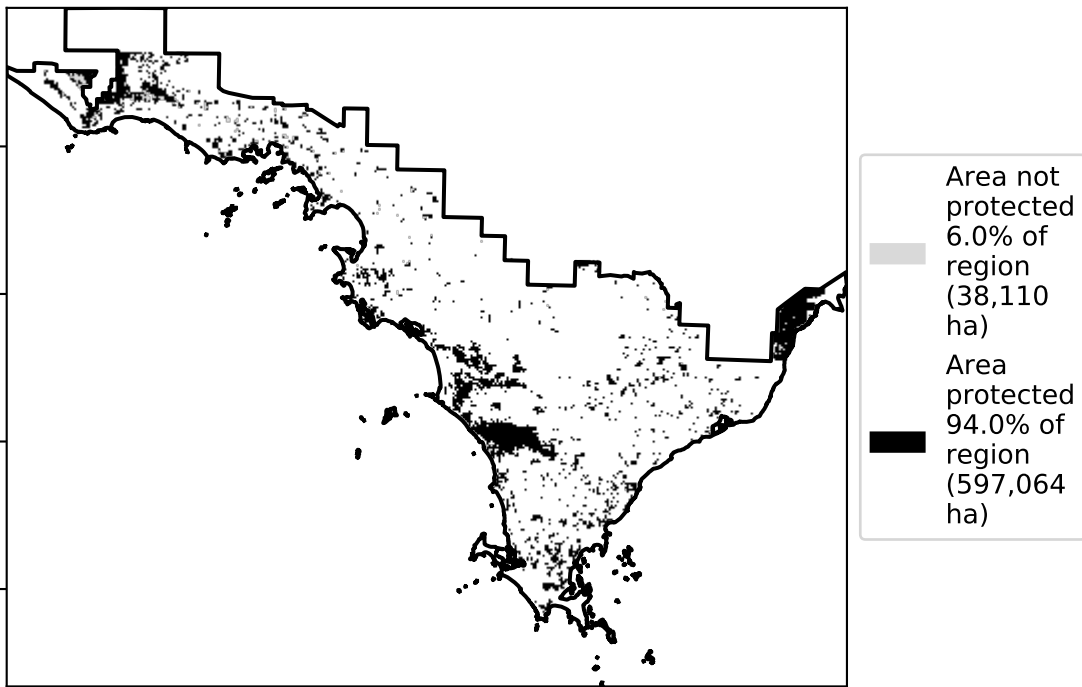 Area not
protected
6.0% of
region
(38,110
ha)
Area
protected
94.0% of
region
(597,064
ha)